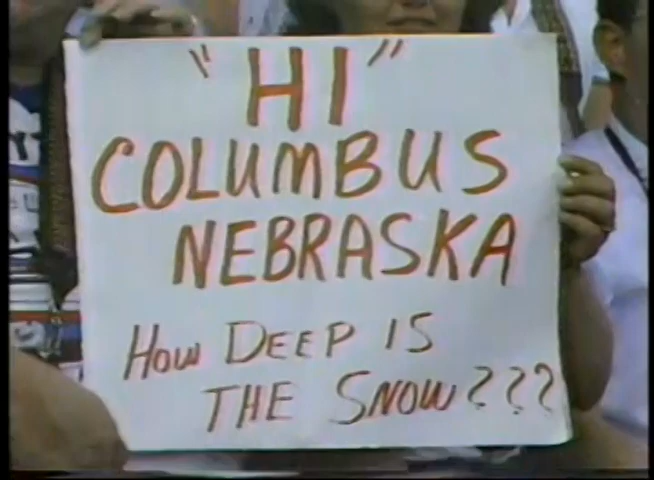 "HI"
COLUMBUS
NEBRASKA
HOW DEEP IS
THE SNOW???